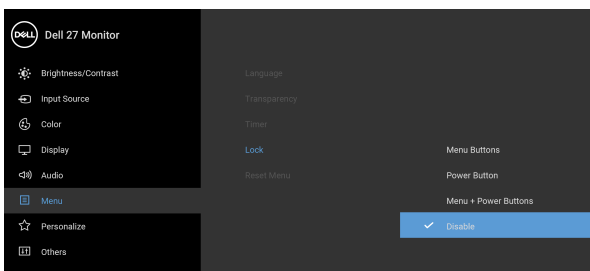 DELL Dell 27 Monitor
Brightness/Contrast
Input Source
Color
Display
Audio
Menu
Personalize
Others
Language
Transparency
Timer
Lock
Reset Menu
Menu Buttons
Power Button
Menu + Power Buttons
Disable